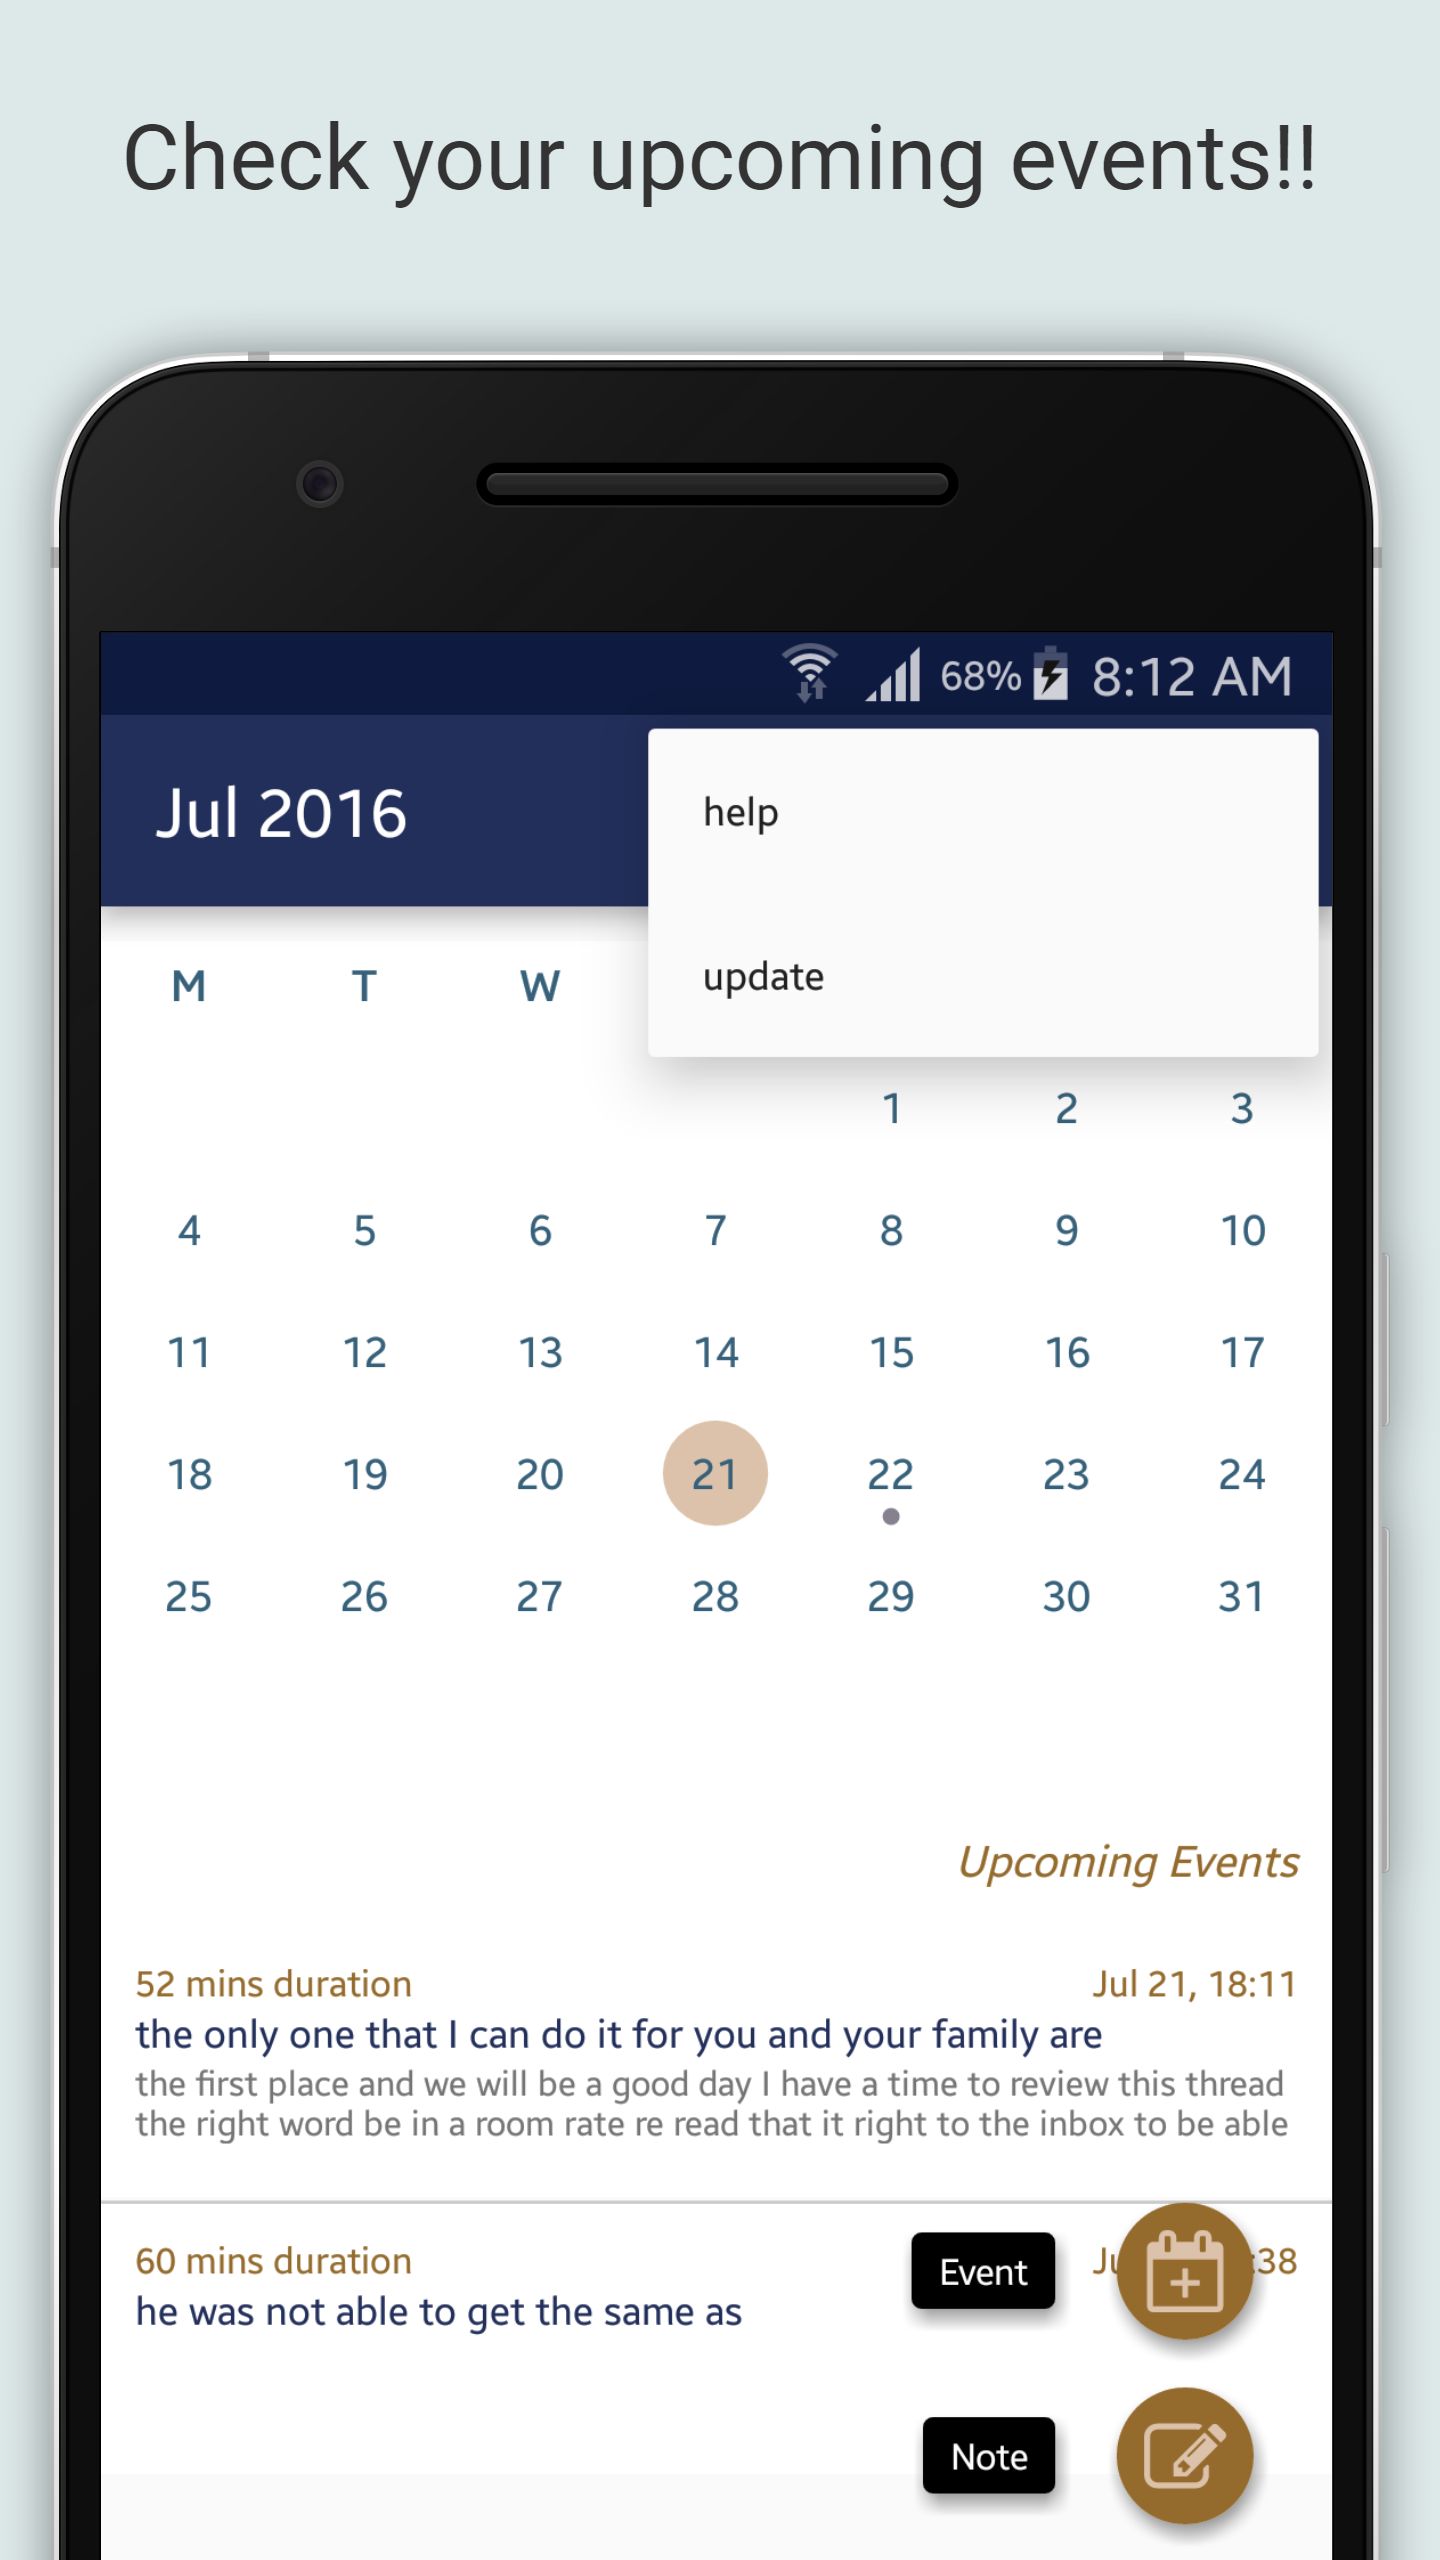 Check your upcoming events!!
68% 8:12 AM
Jul 2016
help
update
M T W
1 2 3
4 5 6 7 8 9 10
11 12 13 14 15 16 17
18 19 20 21 22 23 24
25 26 27 28 29 30 31
Upcoming Events
52 mins duration Jul 21, 18:11
the only one that I can do it for you and your family are
the first place and we will be a good day I have a time to review this thread
the right word be in a room rate re read that it right to the inbox to be able
60 mins duration :38
Event
he was not able to get the same as
Note